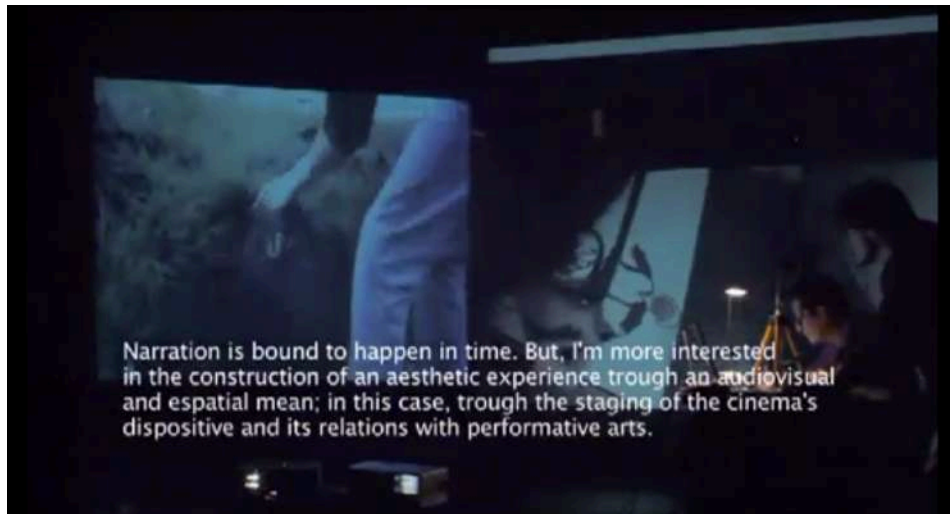 Narration is bound to happen in time. But, I'm more interested
in the construction of an aesthetic experience trough an audiovisual
and espatial mean; in this case, trough the staging of the cinema's
dispositive and its relations with performative arts.